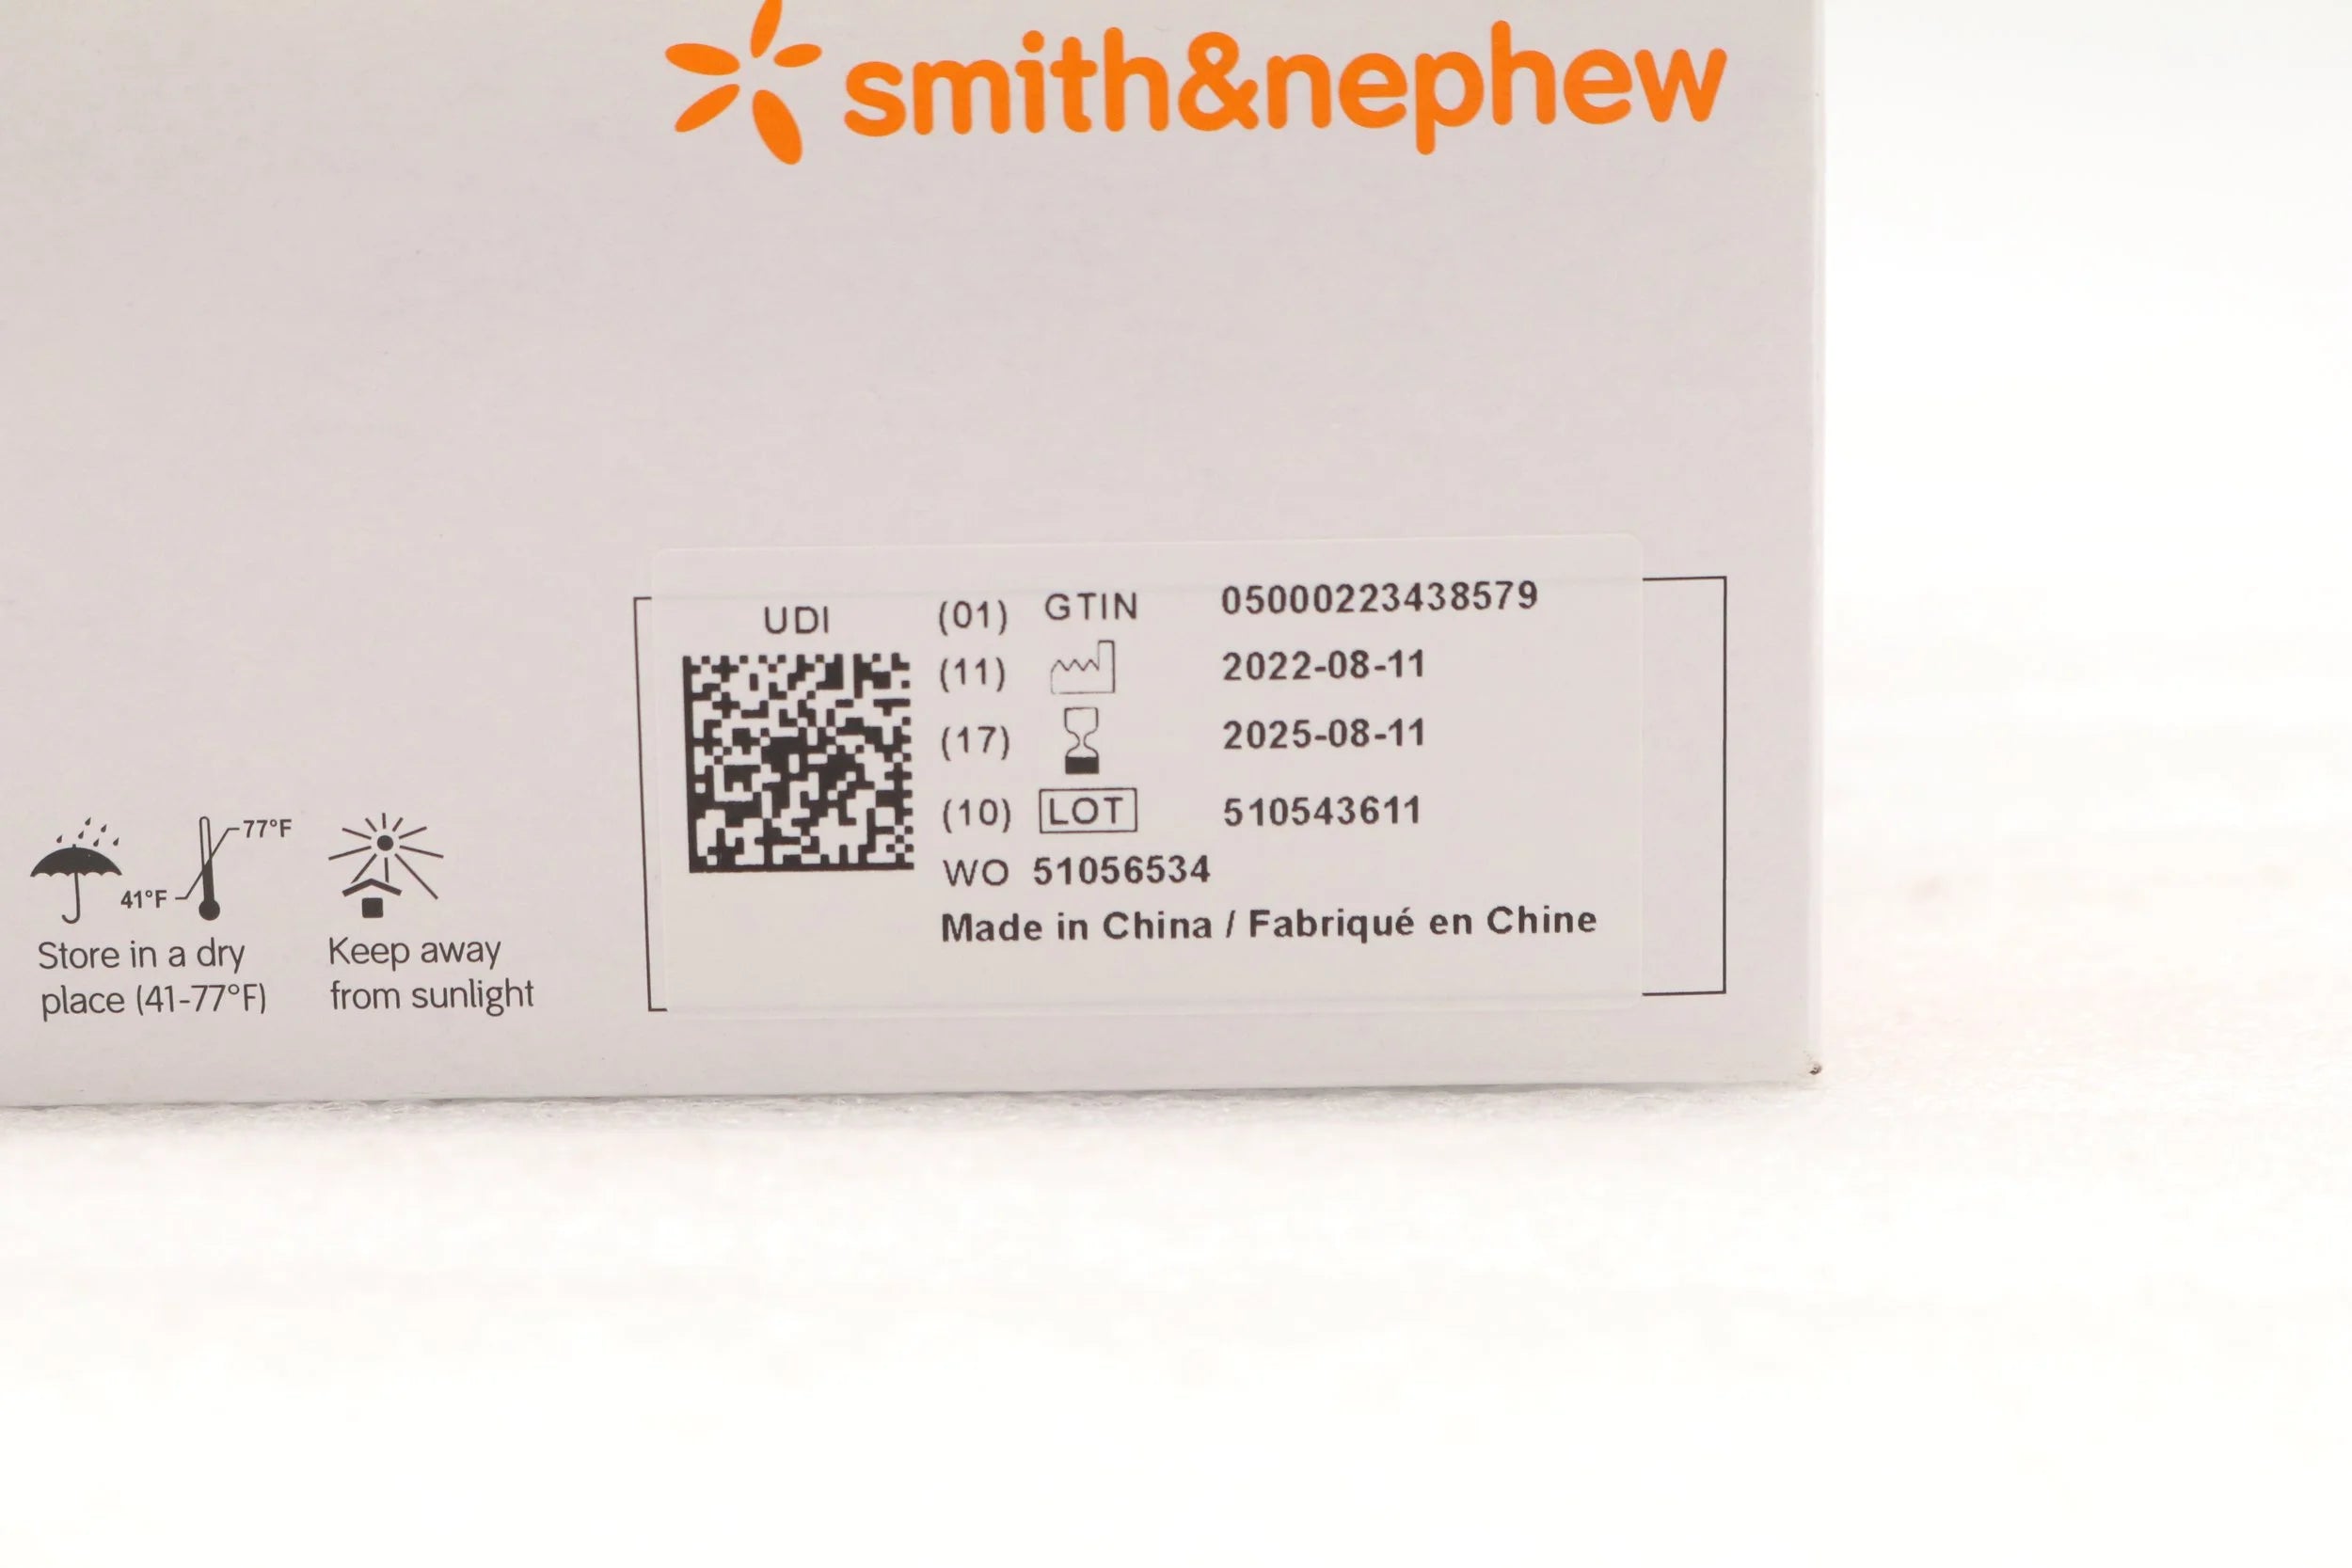 smith&nephew
UDI
(01) GTIN 05000223438579
(11) 2022-08-11
(17) 2025-08-11
(10) LOT 510543611
WO 51056534
Made in China / Fabriqué en Chine
77°F
41°F
Store in a dry
place (41-77°F)
Keep away
from sunlight